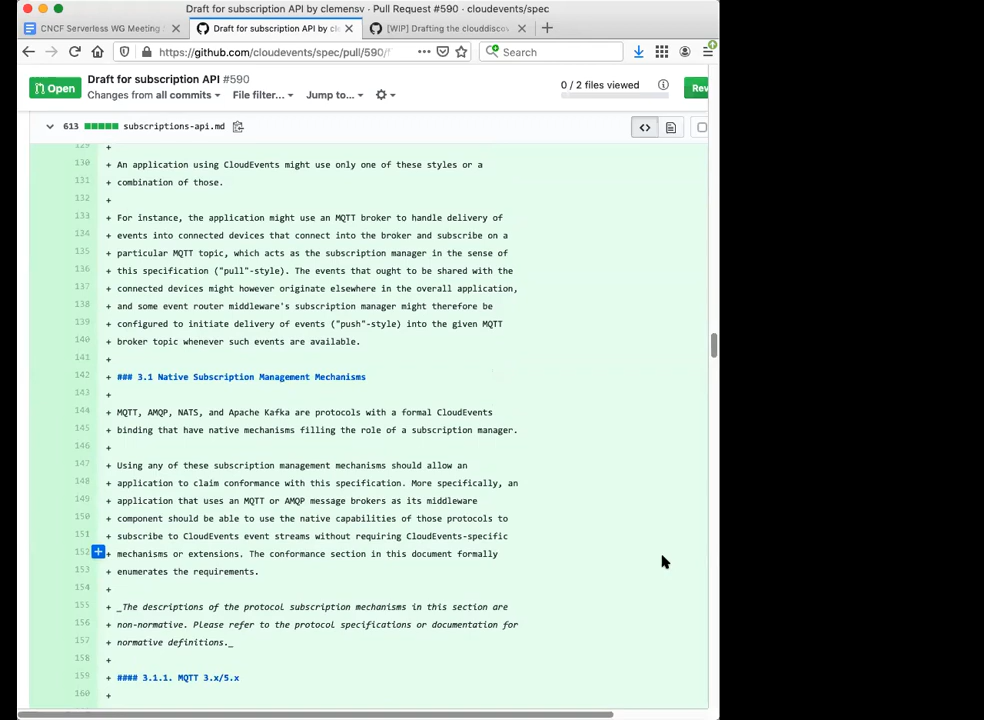 Draft for subscription API by clemensv · Pull Request #590 · cloudevents/spec
CNCF Serverless WG Meeting
Draft for subscription API by cle
[WIP] Drafting the clouddiscov
https://github.com/cloudevents/spec/pull/590/f
Search
Open
Draft for subscription API #590
Changes from all commits
File filter...
Jump to...
0 / 2 files viewed
Rev
613
subscriptions-api.md
129 +
130 + An application using CloudEvents might use only one of these styles or a
131 + combination of those.
132 +
133 + For instance, the application might use an MQTT broker to handle delivery of
134 + events into connected devices that connect into the broker and subscribe on a
135 + particular MQTT topic, which acts as the subscription manager in the sense of
136 + this specification ("pull"-style). The events that ought to be shared with the
137 + connected devices might however originate elsewhere in the overall application,
138 + and some event router middleware's subscription manager might therefore be
139 + configured to initiate delivery of events ("push"-style) into the given MQTT
140 + broker topic whenever such events are available.
141 +
142 + ### 3.1 Native Subscription Management Mechanisms
143 +
144 + MQTT, AMQP, NATS, and Apache Kafka are protocols with a formal CloudEvents
145 + binding that have native mechanisms filling the role of a subscription manager.
146 +
147 + Using any of these subscription management mechanisms should allow an
148 + application to claim conformance with this specification. More specifically, an
149 + application that uses an MQTT or AMQP message brokers as its middleware
150 + component should be able to use the native capabilities of those protocols to
151 + subscribe to CloudEvents event streams without requiring CloudEvents-specific
152 + mechanisms or extensions. The conformance section in this document formally
153 + enumerates the requirements.
154 +
155 + _The descriptions of the protocol subscription mechanisms in this section are
156 + non-normative. Please refer to the protocol specifications or documentation for
157 + normative definitions._
158 +
159 + #### 3.1.1. MQTT 3.x/5.x
160 +